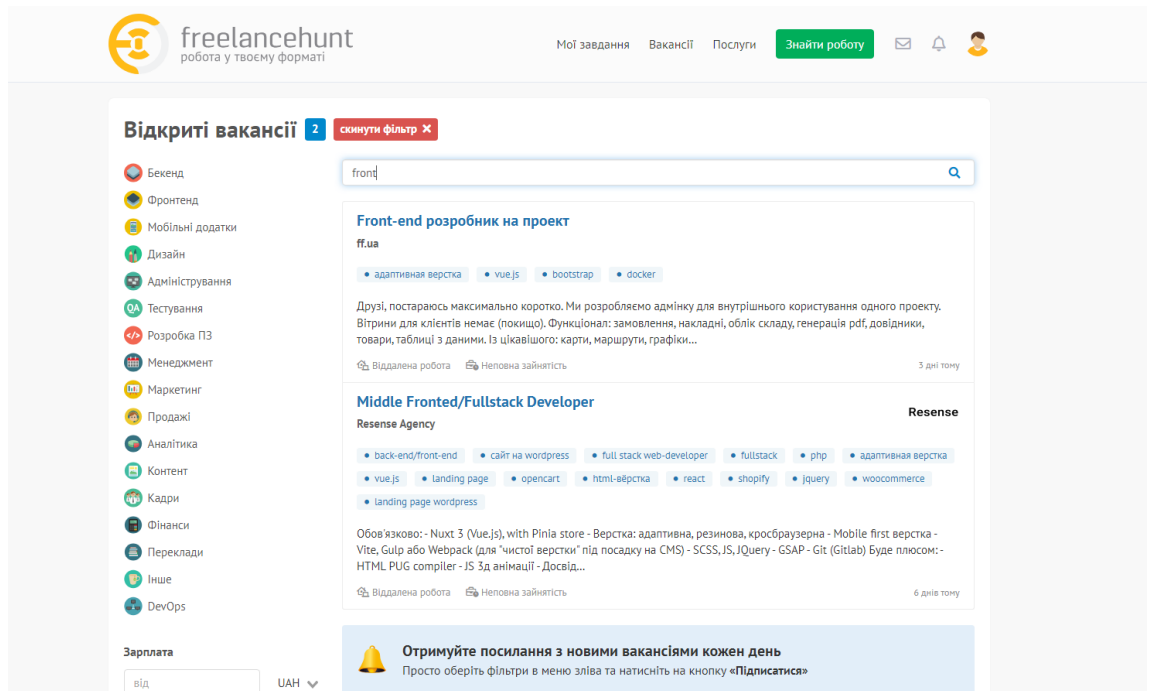 freelancehunt
робота у твоєму форматі
Мої завдання Вакансії Послуги Знайти роботу
Відкриті вакансії 2 скинути фільтр ✕
front
Бекенд
Фронтенд
Мобільні додатки
Дизайн
Адміністрування
QA Тестування
</> Розробка ПЗ
Менеджмент
Маркетинг
Продажі
Аналітика
Контент
Кадри
Фінанси
Переклади
Інше
DevOps
Зарплата
від UAH
Front-end розробник на проект
ff.ua
• адаптивная верстка • vue.js • bootstrap • docker
Друзі, постараюсь максимально коротко. Ми розробляємо адмінку для внутрішнього користування одного проекту.
Вітрини для клієнтів немає (покищо). Функціонал: замовлення, накладні, облік складу, генерація pdf, довідники,
товари, таблиці з даними. Із цікавішого: карти, маршрути, графіки...
Віддалена робота Неповна зайнятість 3 дні тому
Middle Fronted/Fullstack Developer
Resense
Resense Agency
• back-end/front-end • сайт на wordpress • full stack web-developer • fullstack • php • адаптивная верстка
• vue.js • landing page • opencart • html-вёрстка • react • shopify • jquery • woocommerce
• landing page wordpress
Обов'язково: - Nuxt 3 (Vue.js), with Pinia store - Верстка: адаптивна, резинова, кросбраузерна - Mobile first верстка -
Vite, Gulp або Webpack (для "чистої верстки" під посадку на CMS) - SCSS, JS, JQuery - GSAP - Git (Gitlab) Буде плюсом: -
HTML PUG compiler - JS 3д анімації - Досвід...
Віддалена робота Неповна зайнятість 6 днів тому
Отримуйте посилання з новими вакансіями кожен день
Просто оберіть фільтри в меню зліва та натисніть на кнопку «Підписатися»